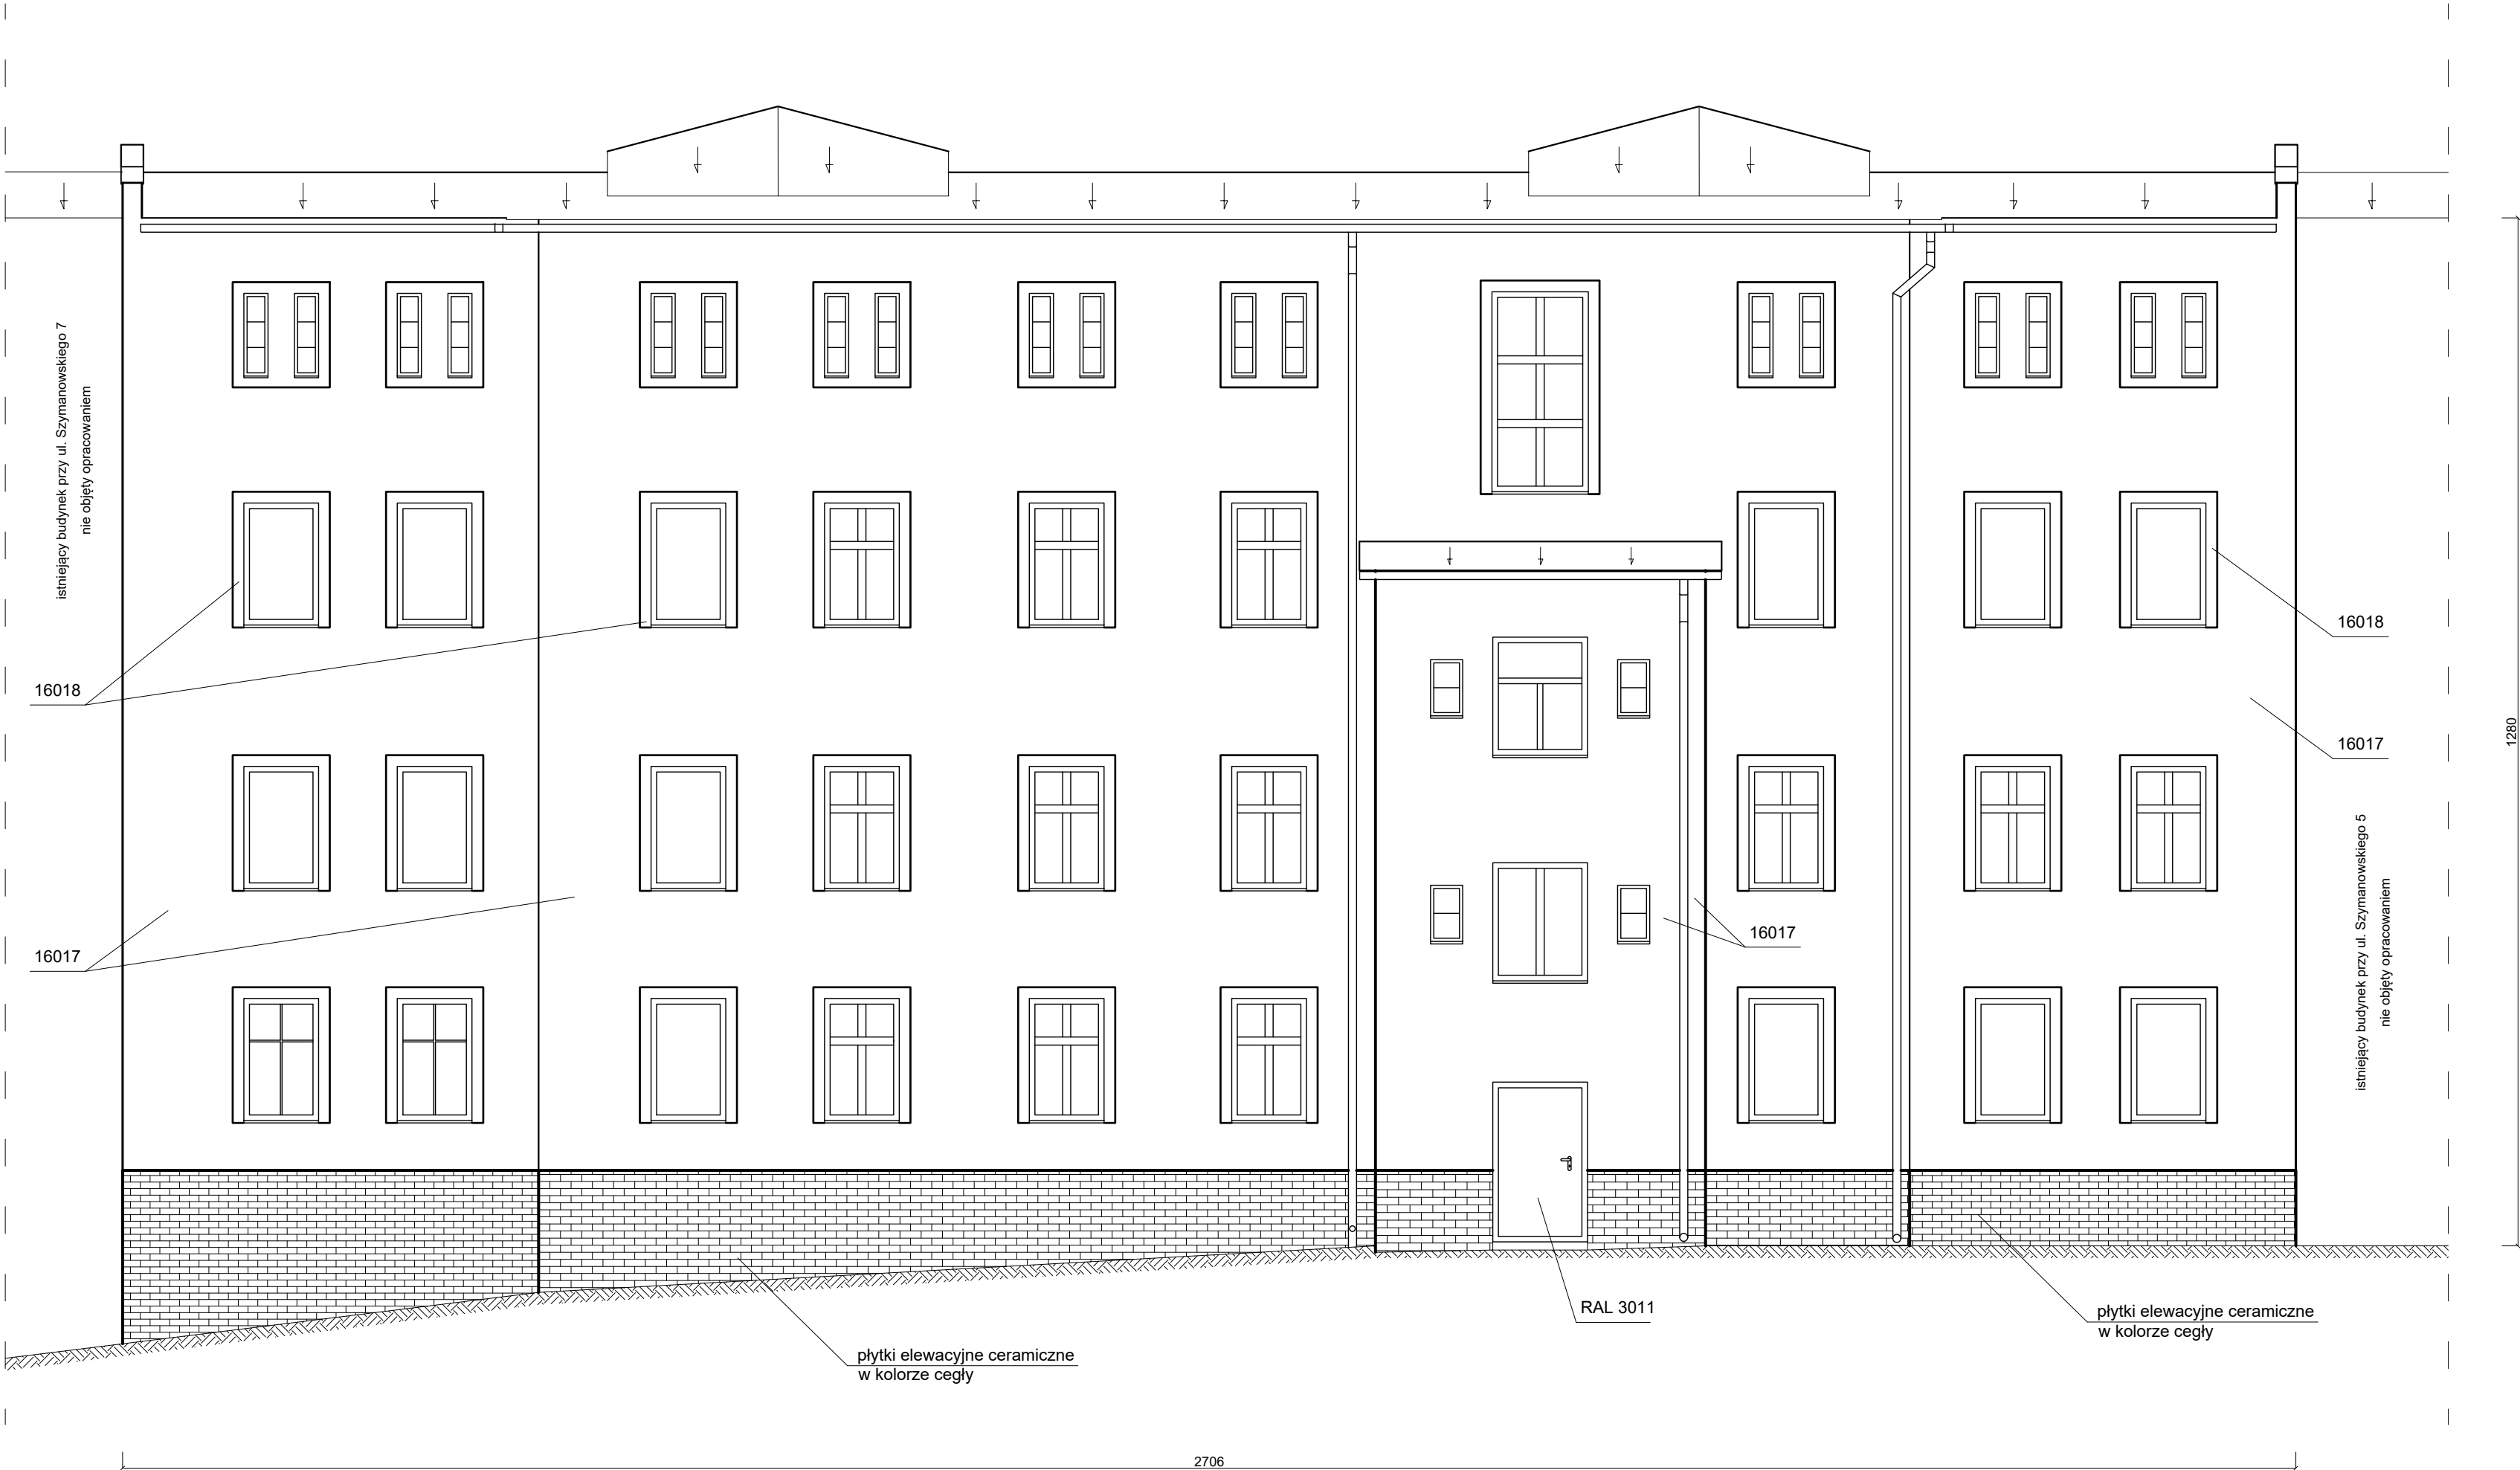 istniejący budynek przy ul. Szymanowskiego 7
nie objęty opracowaniem
16018
16018
1280
16017
istniejący budynek przy ul. Szymanowskiego 5
nie objęty opracowaniem
16017
16017
RAL 3011
płytki elewacyjne ceramiczne
w kolorze cegły
płytki elewacyjne ceramiczne
w kolorze cegły
2706